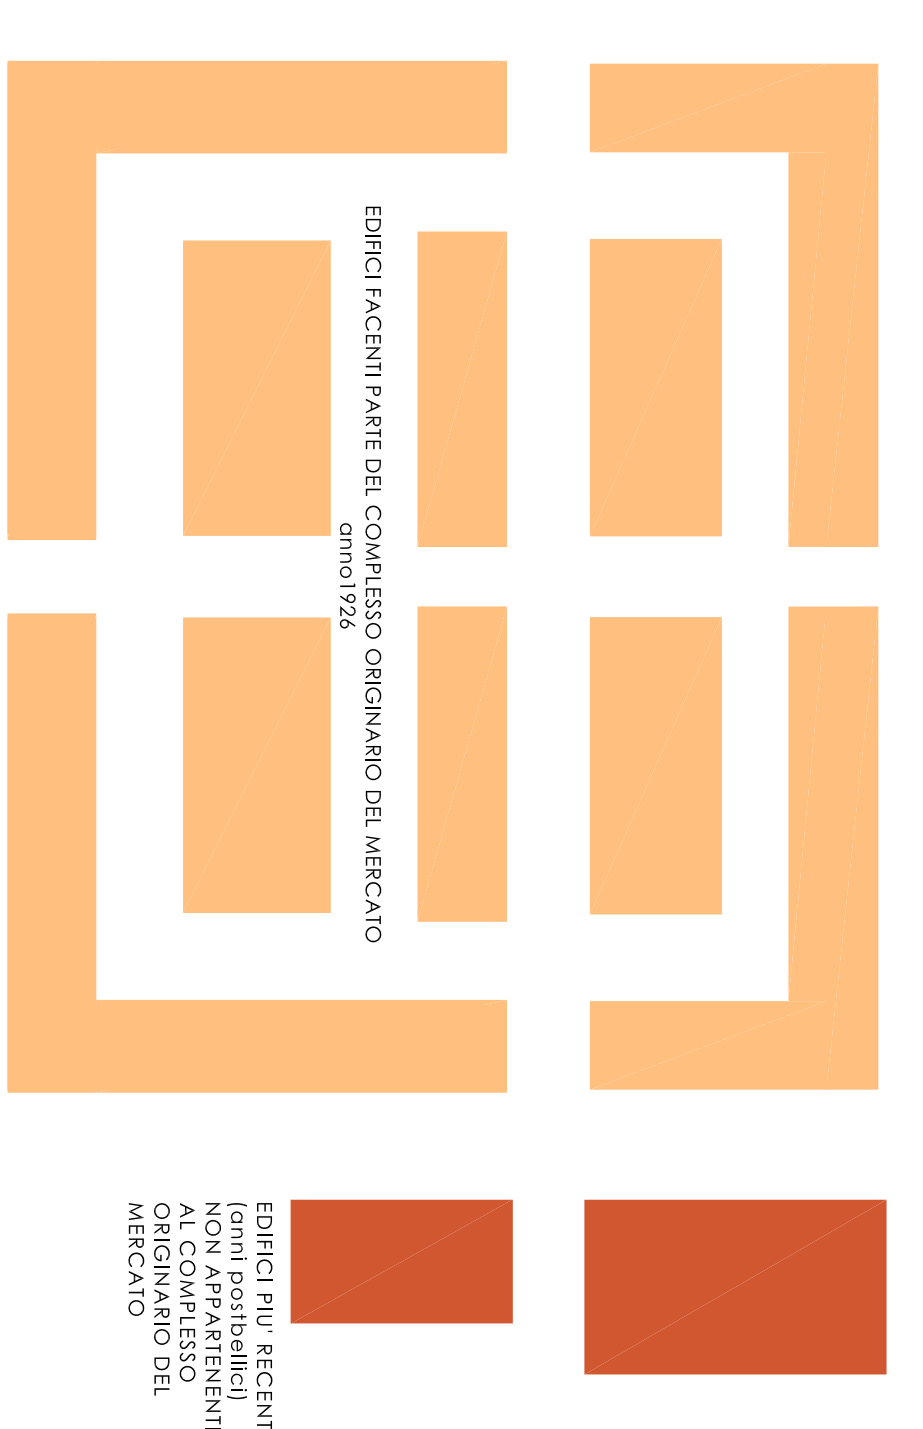 EDIFICI FACENTI PARTE DEL COMPLESSO ORIGINARIO DEL MERCATO
anno1926
EDIFICI PIU' RECENT
(anni postbellici)
NON APPARTENENTI
AL COMPLESSO
ORIGINARIO DEL
MERCATO